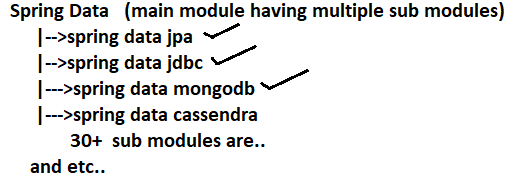 Spring Data (main module having multiple sub modules)
|-->spring data jpa
|-->spring data jdbc
|--->spring data mongodb
|--->spring data cassendra
30+ sub modules are..
and etc..